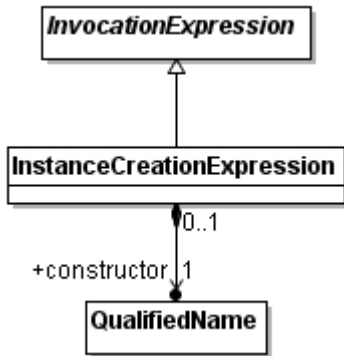 InvocationExpression
InstanceCreationExpression
0..1
+constructor 1
QualifiedName